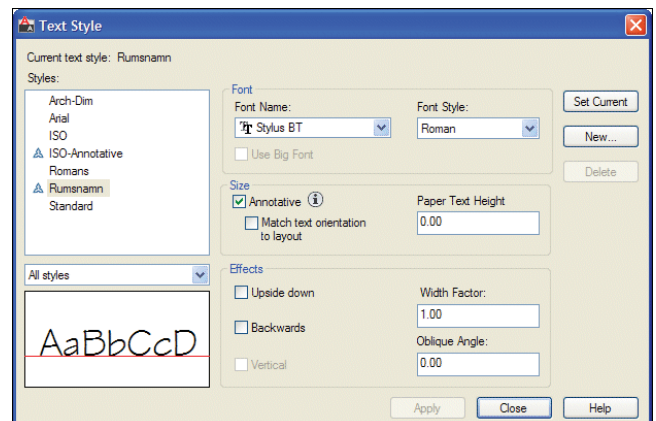 Text Style
Current text style: Rumsnamn
Styles:
Arch-Dim
Arial
ISO
ISO-Annotative
Romans
Rumsnamn
Standard
All styles
AaBbCcD
Font
Font Name:
Stylus BT
Use Big Font
Font Style:
Roman
Size
Annotative
Match text orientation
to layout
Paper Text Height
0.00
Effects
Upside down
Backwards
Vertical
Width Factor:
1.00
Oblique Angle:
0.00
Set Current
New...
Delete
Apply
Close
Help